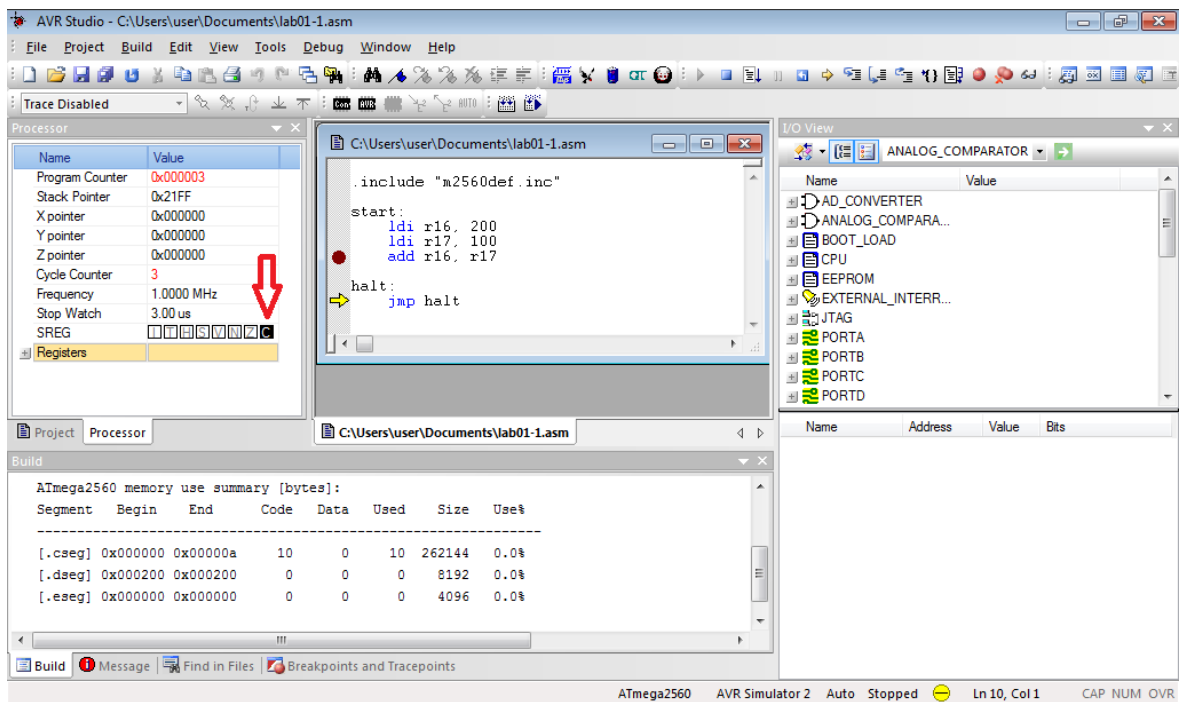 AVR Studio - C:\Users\user\Documents\lab01-1.asm
File Project Build Edit View Tools Debug Window Help
Trace Disabled
Con AVR AUTO
Processor
Name Value
Program Counter 0x000003
Stack Pointer 0x21FF
X pointer 0x000000
Y pointer 0x000000
Z pointer 0x000000
Cycle Counter 3
Frequency 1.0000 MHz
Stop Watch 3.00 us
SREG I T H S V N Z C
Registers
Project Processor
C:\Users\user\Documents\lab01-1.asm
.include "m2560def.inc"
start:
ldi r16, 200
ldi r17, 100
add r16, r17
halt:
jmp halt
C:\Users\user\Documents\lab01-1.asm
I/O View
ANALOG_COMPARATOR
Name Value
AD_CONVERTER
ANALOG_COMPARA...
BOOT_LOAD
CPU
EEPROM
EXTERNAL_INTERR...
JTAG
PORTA
PORTB
PORTC
PORTD
Name Address Value Bits
Build
ATmega2560 memory use summary [bytes]:
Segment Begin End Code Data Used Size Use%
---------------------------------------------------------------
[.cseg] 0x000000 0x00000a 10 0 10 262144 0.0%
[.dseg] 0x000200 0x000200 0 0 0 8192 0.0%
[.eseg] 0x000000 0x000000 0 0 0 4096 0.0%
Build Message Find in Files Breakpoints and Tracepoints
ATmega2560 AVR Simulator 2 Auto Stopped Ln 10, Col 1 CAP NUM OVR